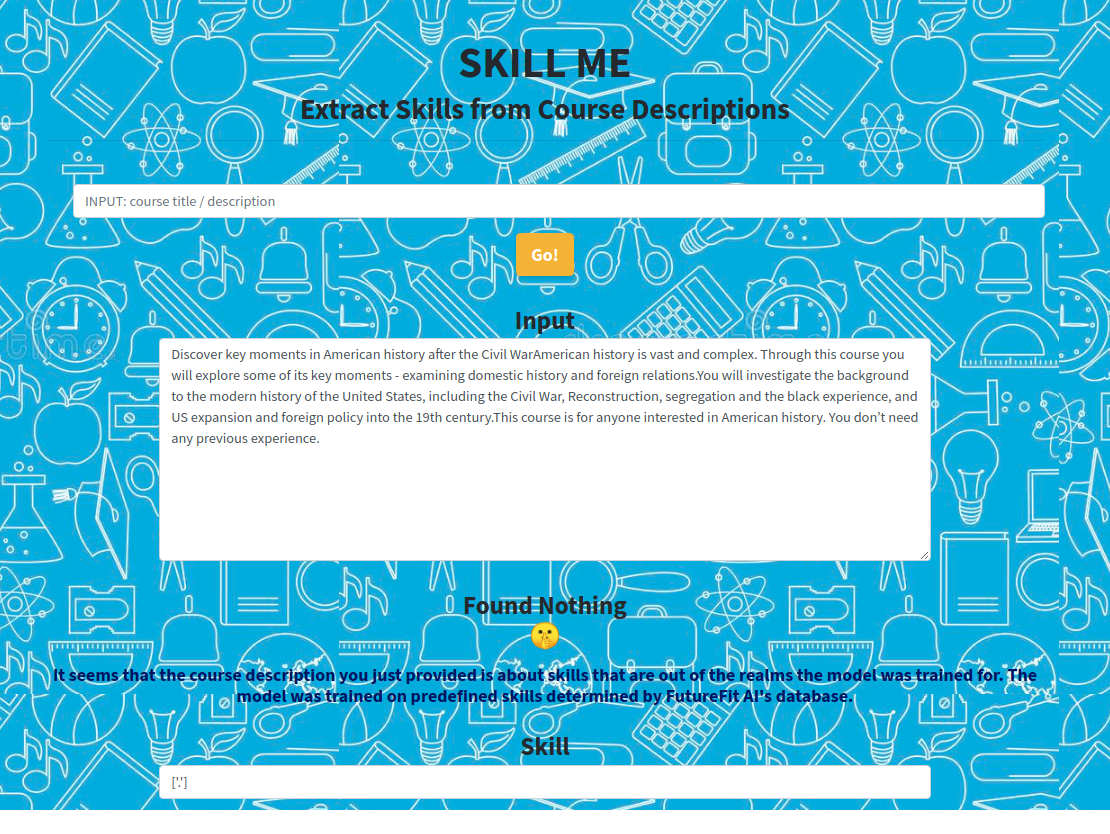 SKILL ME
Extract Skills from Course Descriptions
INPUT: course title / description
Go!
Input
Discover key moments in American history after the Civil WarAmerican history is vast and complex. Through this course you
will explore some of its key moments - examining domestic history and foreign relations.You will investigate the background
to the modern history of the United States, including the Civil War, Reconstruction, segregation and the black experience, and
US expansion and foreign policy into the 19th century.This course is for anyone interested in American history. You don't need
any previous experience.
Found Nothing
It seems that the course description you just provided is about skills that are out of the realms the model was trained for. The
model was trained on predefined skills determined by FutureFit AI's database.
Skill
['.']